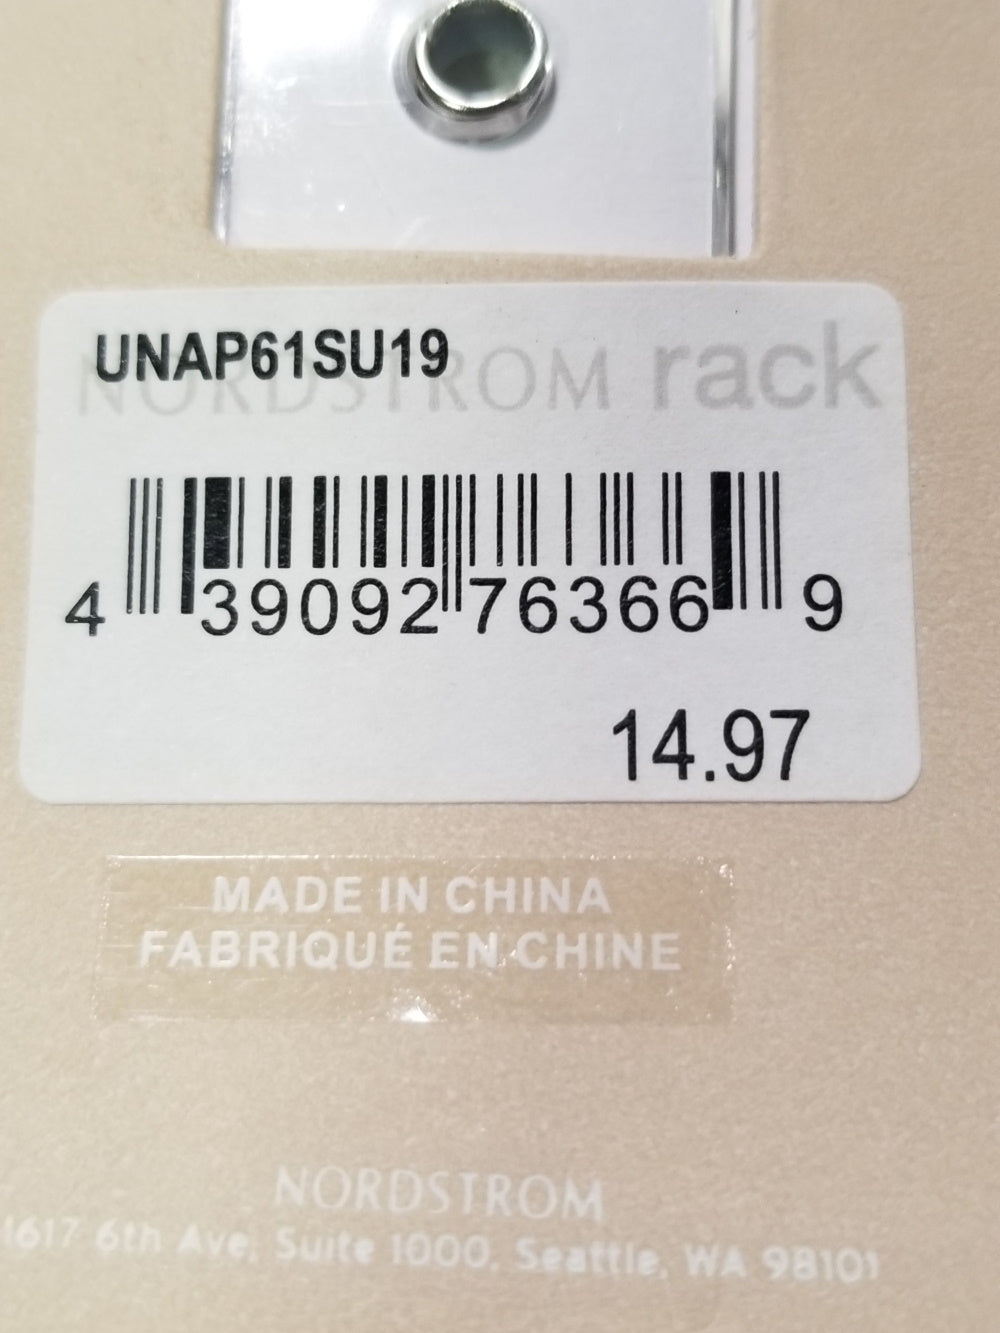 UNAP61SU19
NORDSTROM rack
4 39092 76366 9
14.97
MADE IN CHINA
FABRIQUÉ EN CHINE
NORDSTROM
1617 6th Ave, Suite 1000, Seattle, WA 98101